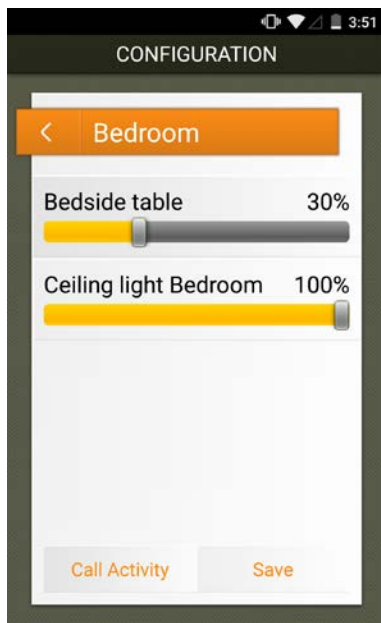 3:51
CONFIGURATION
Bedroom
Bedside table 30%
Ceiling light Bedroom 100%
Call Activity Save